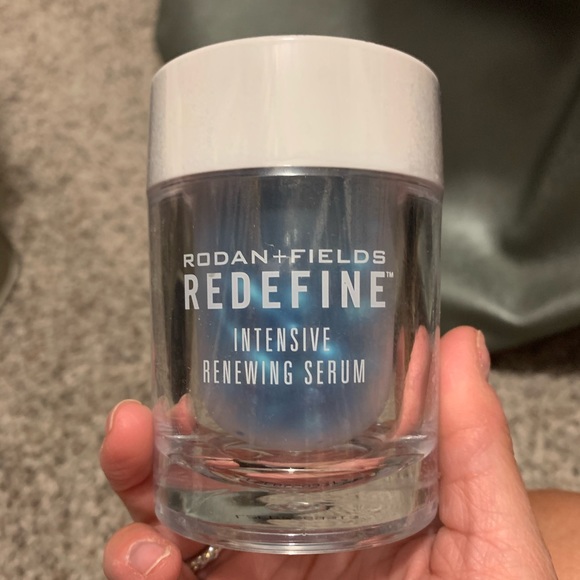 RODAN+FIELDS
REDEFINE™
INTENSIVE
RENEWING SERUM